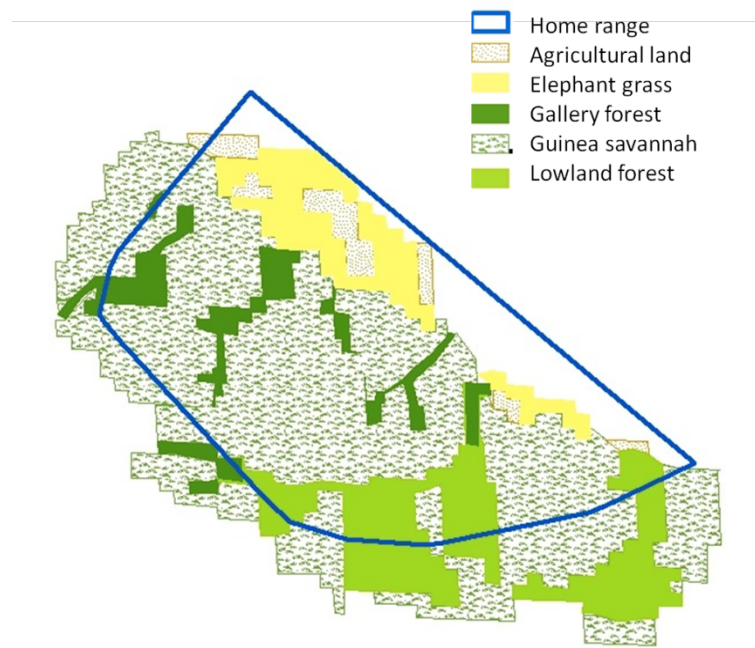 Home range
Agricultural land
Elephant grass
Gallery forest
Guinea savannah
Lowland forest